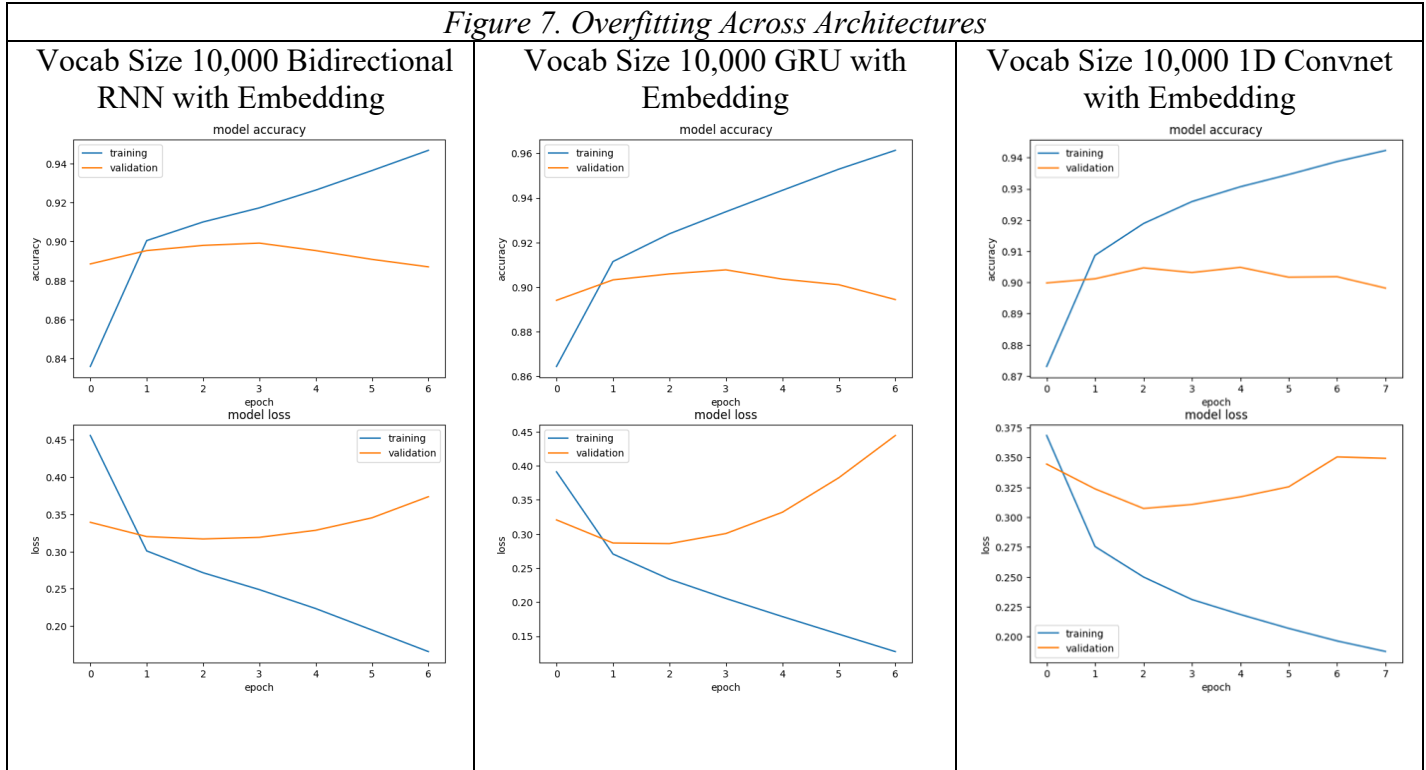 Figure 7. Overfitting Across Architectures
Vocab Size 10,000 Bidirectional
RNN with Embedding
model accuracy
training
validation
0.94
0.92
0.90
0.88
0.86
0.84
accuracy
0 1 2 3 4 5 6
epoch
model loss
training
validation
0.45
0.40
0.35
0.30
0.25
0.20
loss
0 1 2 3 4 5 6
epoch
Vocab Size 10,000 GRU with
Embedding
model accuracy
training
validation
0.96
0.94
0.92
0.90
0.88
0.86
accuracy
0 1 2 3 4 5 6
epoch
model loss
training
validation
0.45
0.40
0.35
0.30
0.25
0.20
0.15
loss
0 1 2 3 4 5 6
epoch
Vocab Size 10,000 1D Convnet
with Embedding
model accuracy
training
validation
0.94
0.93
0.92
0.91
0.90
0.89
0.88
0.87
accuracy
0 1 2 3 4 5 6 7
epoch
model loss
0.375
0.350
0.325
0.300
0.275
0.250
0.225
0.200
loss
training
validation
0 1 2 3 4 5 6 7
epoch